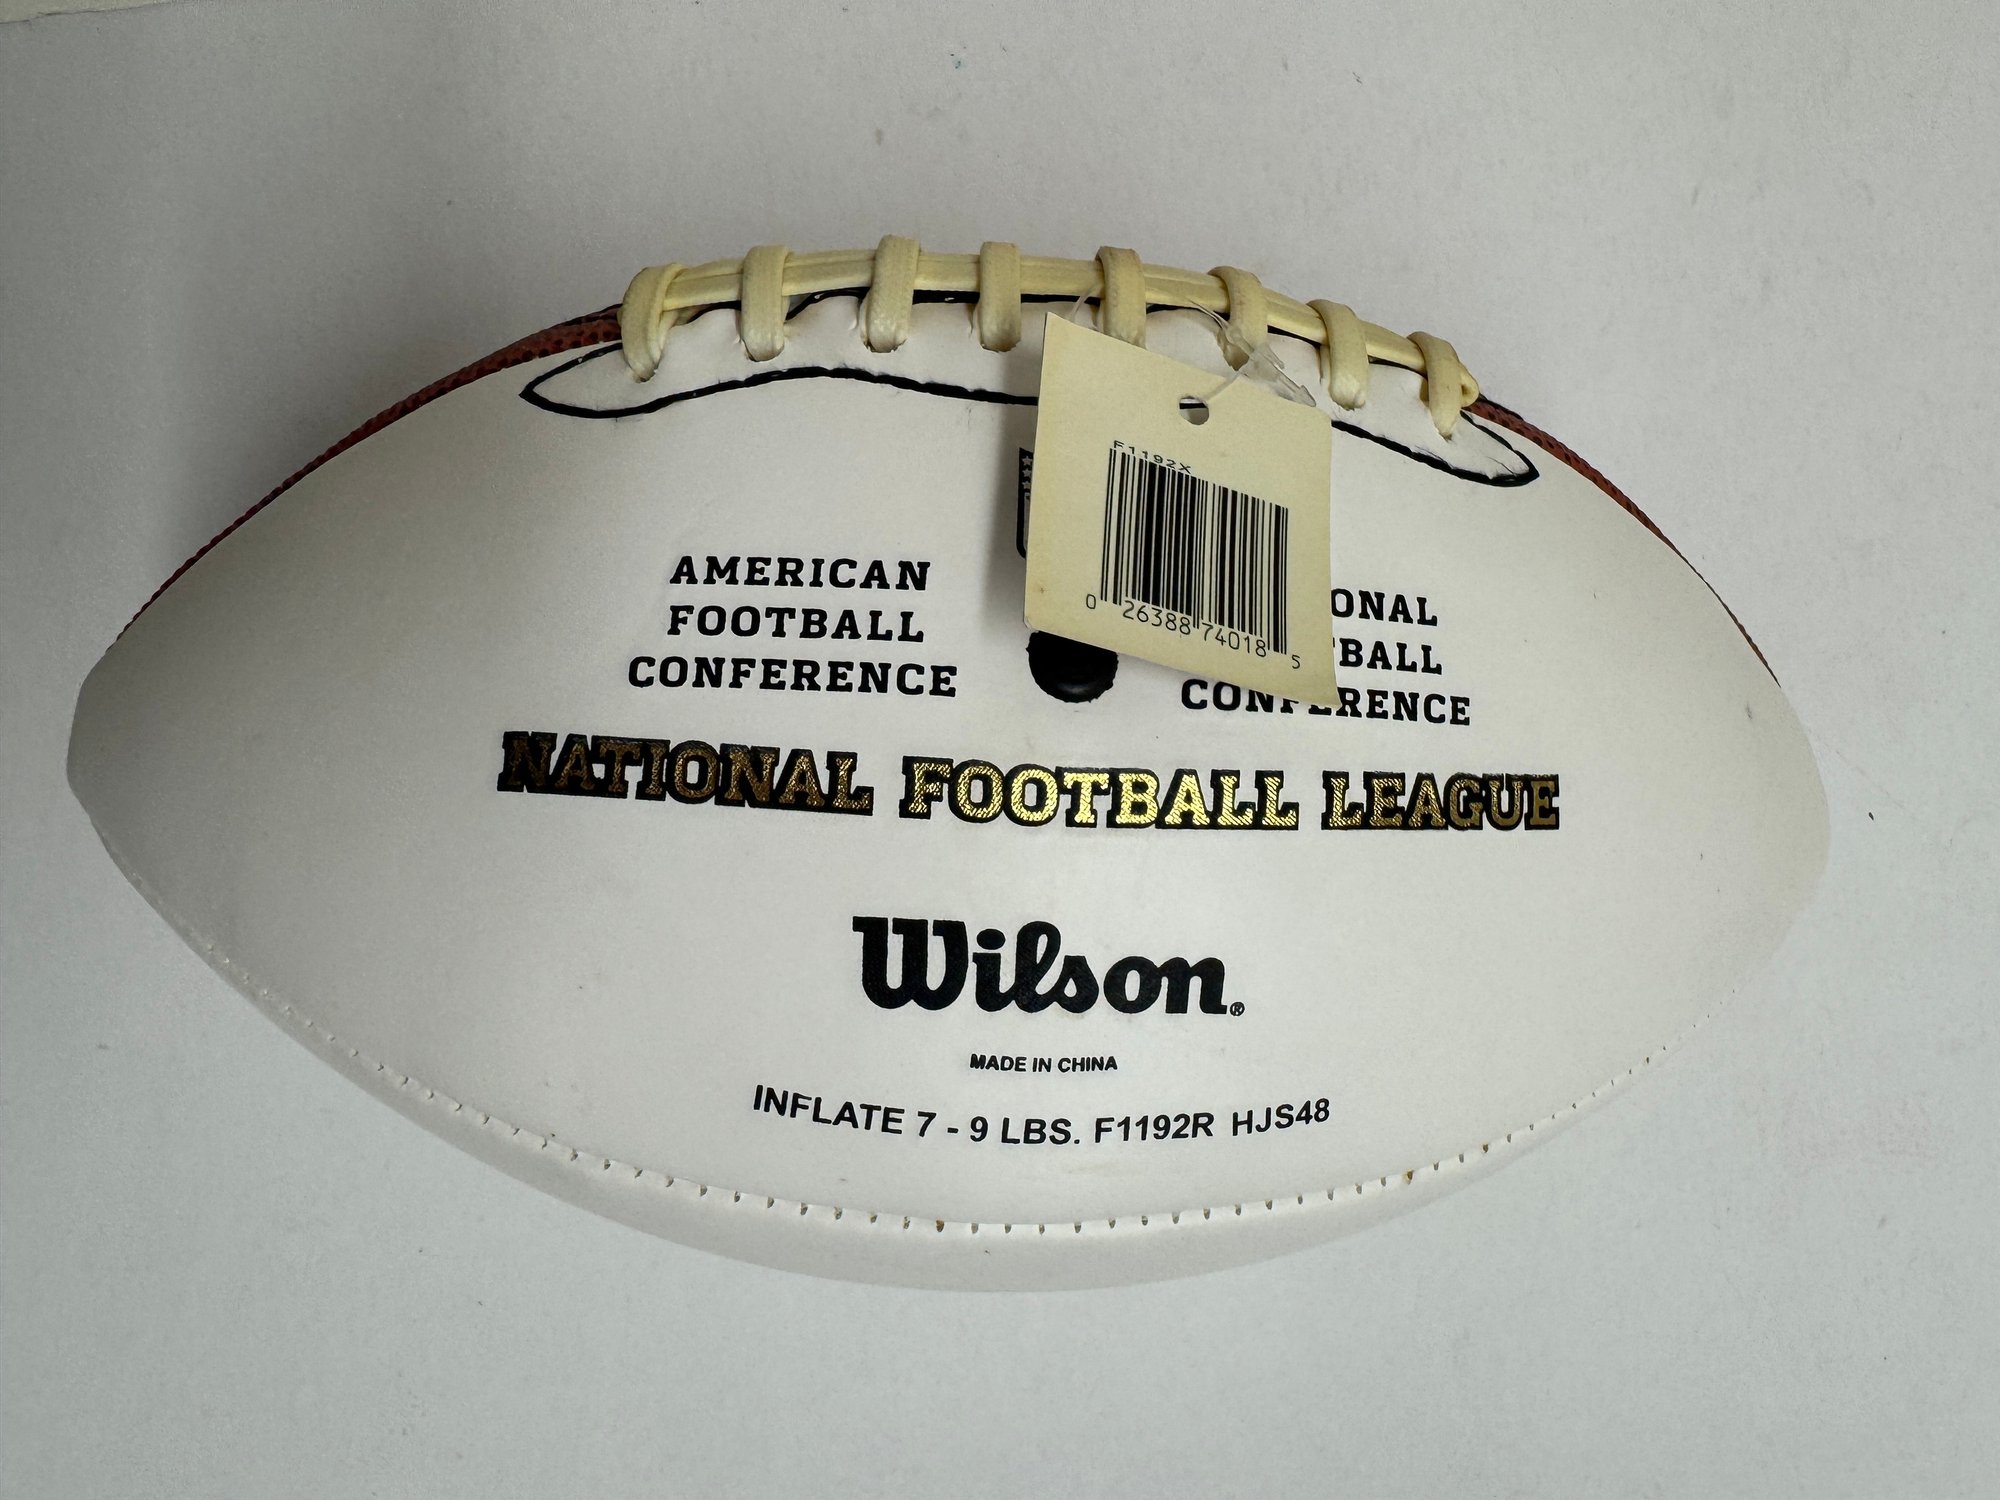 F1192X
0 26388 74018 5
AMERICAN
FOOTBALL
CONFERENCE
ONAL
BALL
CONFERENCE
NATIONAL FOOTBALL LEAGUE
Wilson®
MADE IN CHINA
INFLATE 7 - 9 LBS. F1192R HJS48